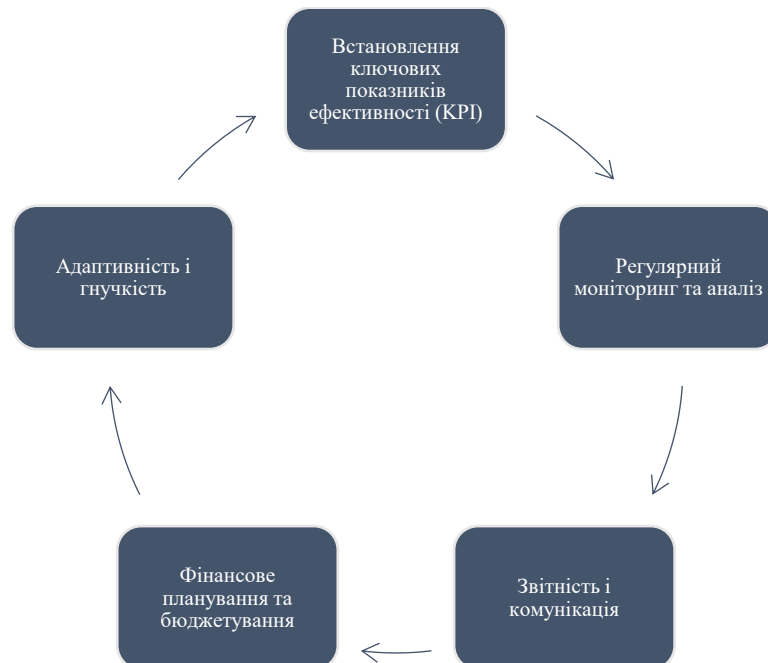 Встановлення
ключових
показників
ефективності (KPI)
Регулярний
моніторинг та аналіз
Звітність і
комунікація
Фінансове
планування та
бюджетування
Адаптивність і
гнучкість